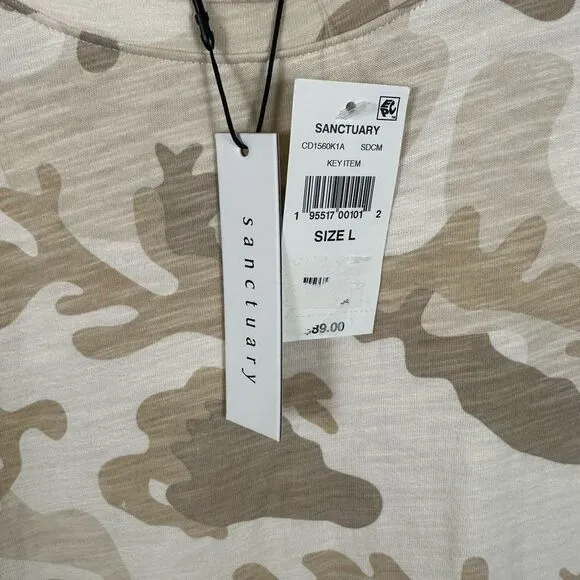 sanctuary
SANCTUARY
CD1560K1A SDCM
KEY ITEM
1 95517 00101 2
SIZE L
89.00